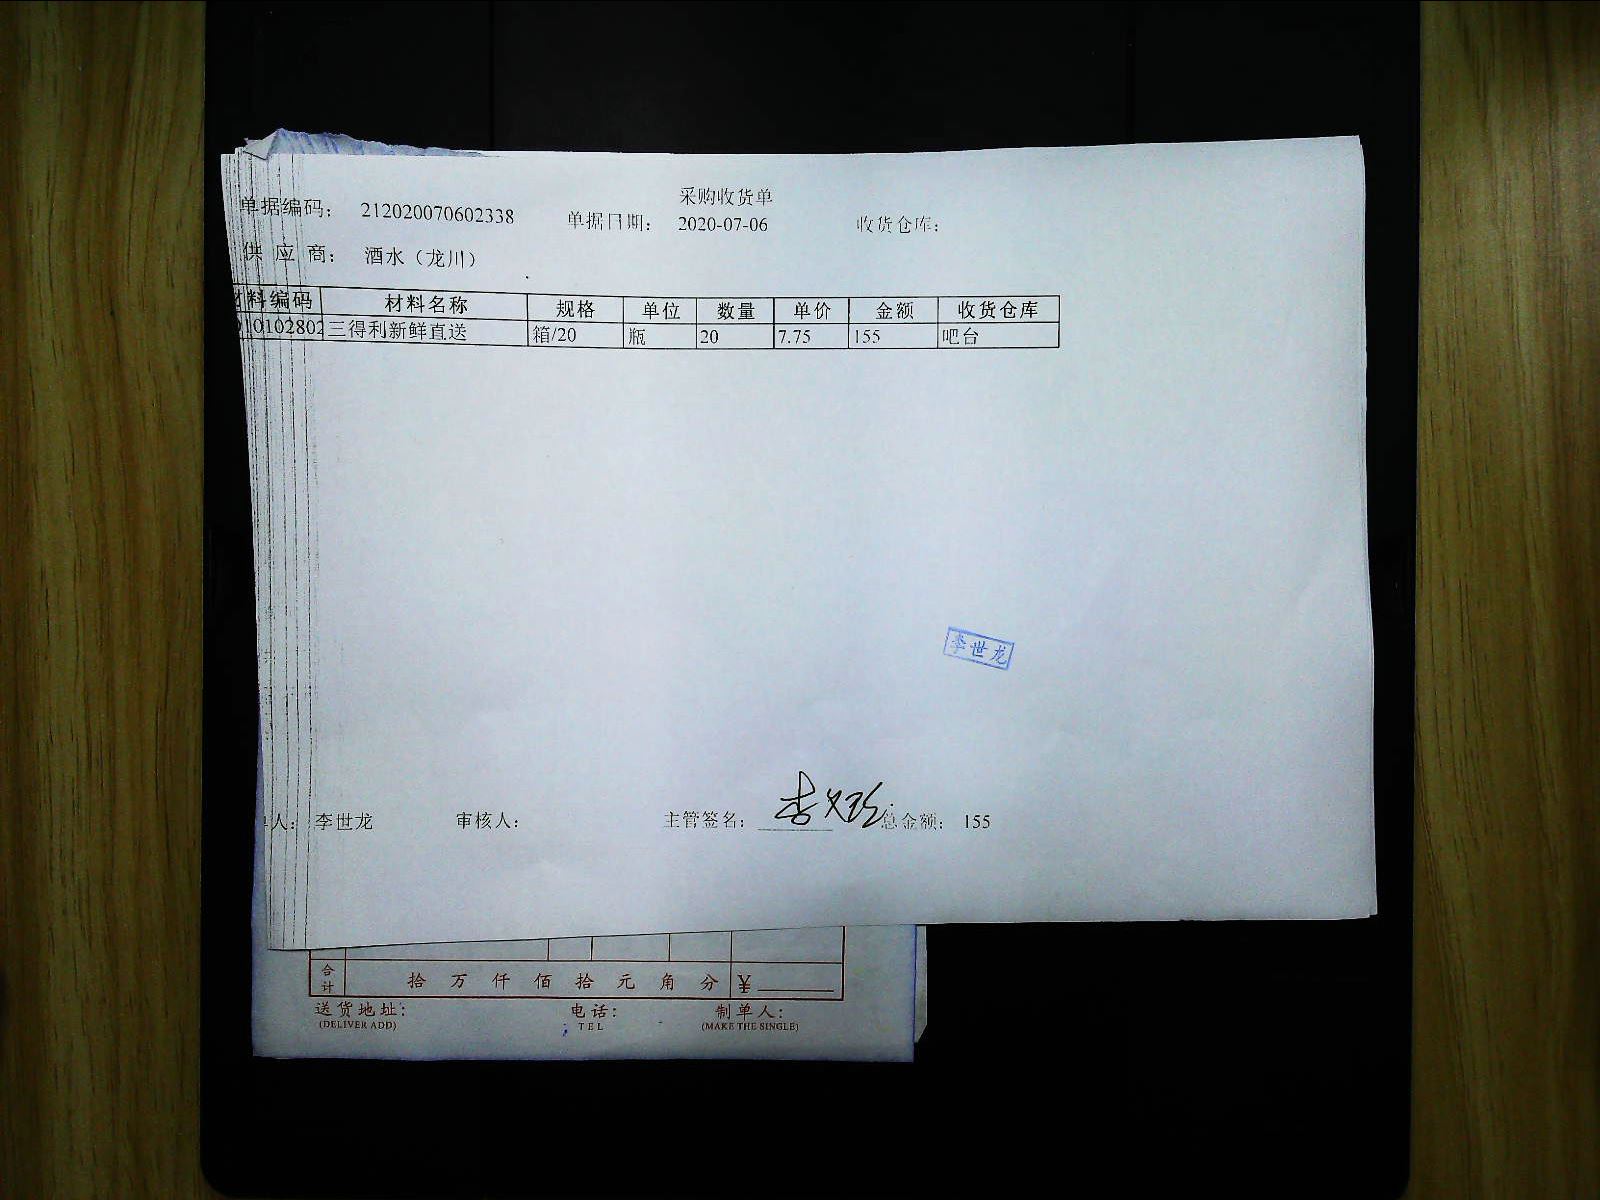 采购收货单
单据编码： 212020070602338 单据日期： 2020-07-06 收货仓库：
供 应 商： 酒水（龙川）
料编码 材料名称 规格 单位 数量 单价 金额 收货仓库
10102802 三得利新鲜直送 箱/20 瓶 20 7.75 155 吧台
李世龙
人： 李世龙 审核人： 主管签名： 总金额： 155
合计 拾 万 仟 佰 拾 元 角 分 ¥
送货地址： 电话： 制单人：
(DELIVER ADD) TEL (MAKE THE SINGLE)